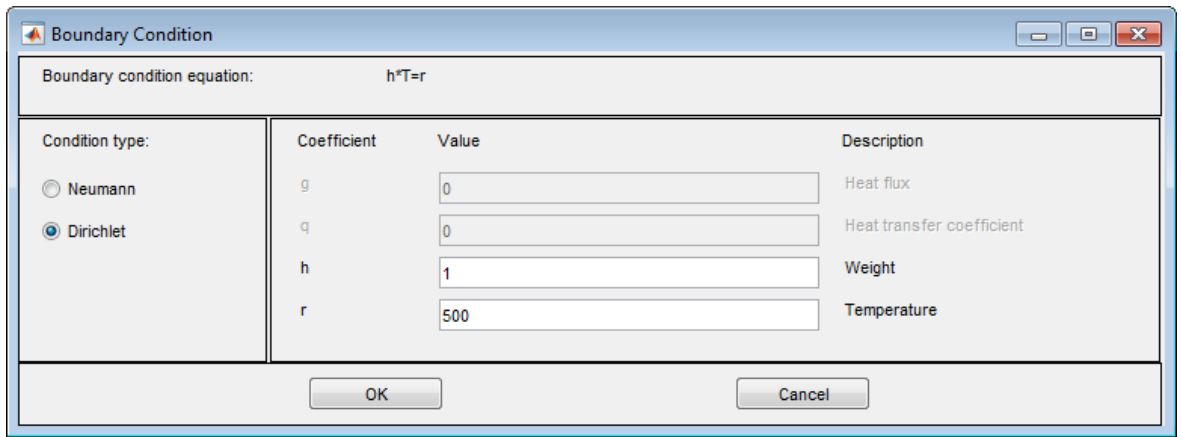 Boundary Condition
Boundary condition equation: h*T=r
Condition type:
Neumann
Dirichlet
Coefficient Value Description
g 0 Heat flux
q 0 Heat transfer coefficient
h 1 Weight
r 500 Temperature
OK Cancel